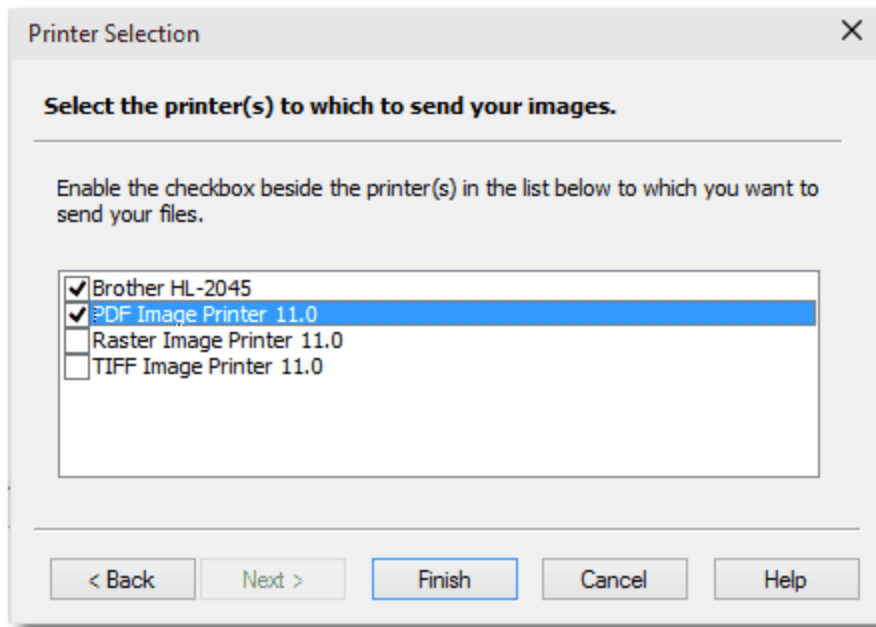 Printer Selection
Select the printer(s) to which to send your images.
Enable the checkbox beside the printer(s) in the list below to which you want to
send your files.
Brother HL-2045
PDF Image Printer 11.0
Raster Image Printer 11.0
TIFF Image Printer 11.0
< Back Next > Finish Cancel Help